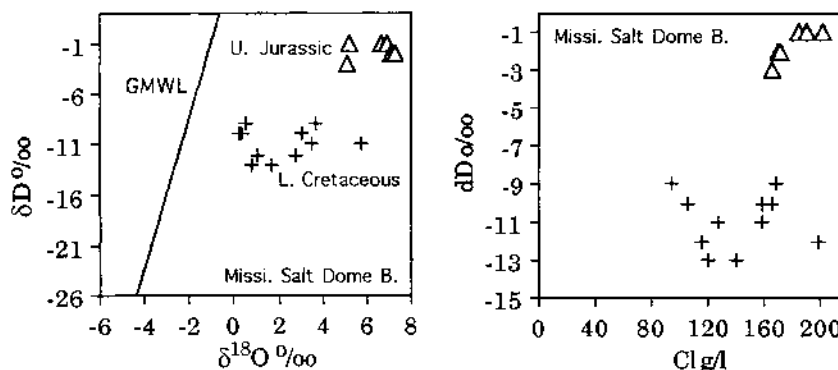 -1
-6
-11
-16
-21
-26
δD ‰
GMWL
U. Jurassic
L. Cretaceous
Missi. Salt Dome B.
-6 -4 -2 0 2 4 6 8
δ18O ‰
-1
-3
-5
-7
-9
-11
-13
-15
dD o/oo
Missi. Salt Dome B.
0 40 80 120 160 200
Cl g/l